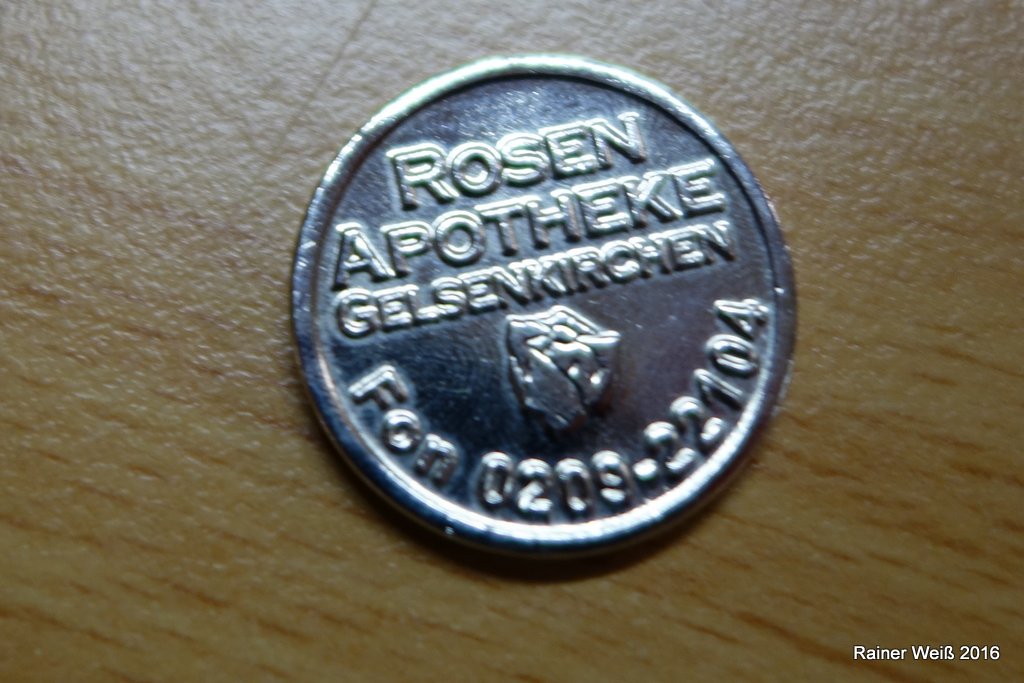 ROSEN
APOTHEKE
GELSENKIRCHEN
Fon 0209-22104
Rainer Weiß 2016